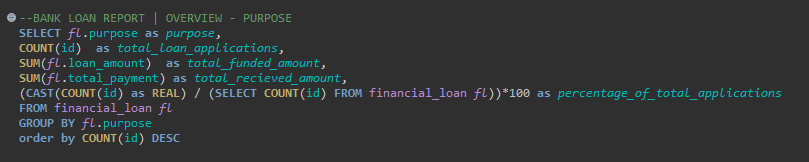 --BANK LOAN REPORT | OVERVIEW - PURPOSE
SELECT fl.purpose as purpose,
COUNT(id)  as total_loan_applications,
SUM(fl.loan_amount)  as total_funded_amount,
SUM(fl.total_payment) as total_recieved_amount,
(CAST(COUNT(id) as REAL) / (SELECT COUNT(id) FROM financial_loan fl))*100 as percentage_of_total_applications
FROM financial_loan fl
GROUP BY fl.purpose
order by COUNT(id) DESC